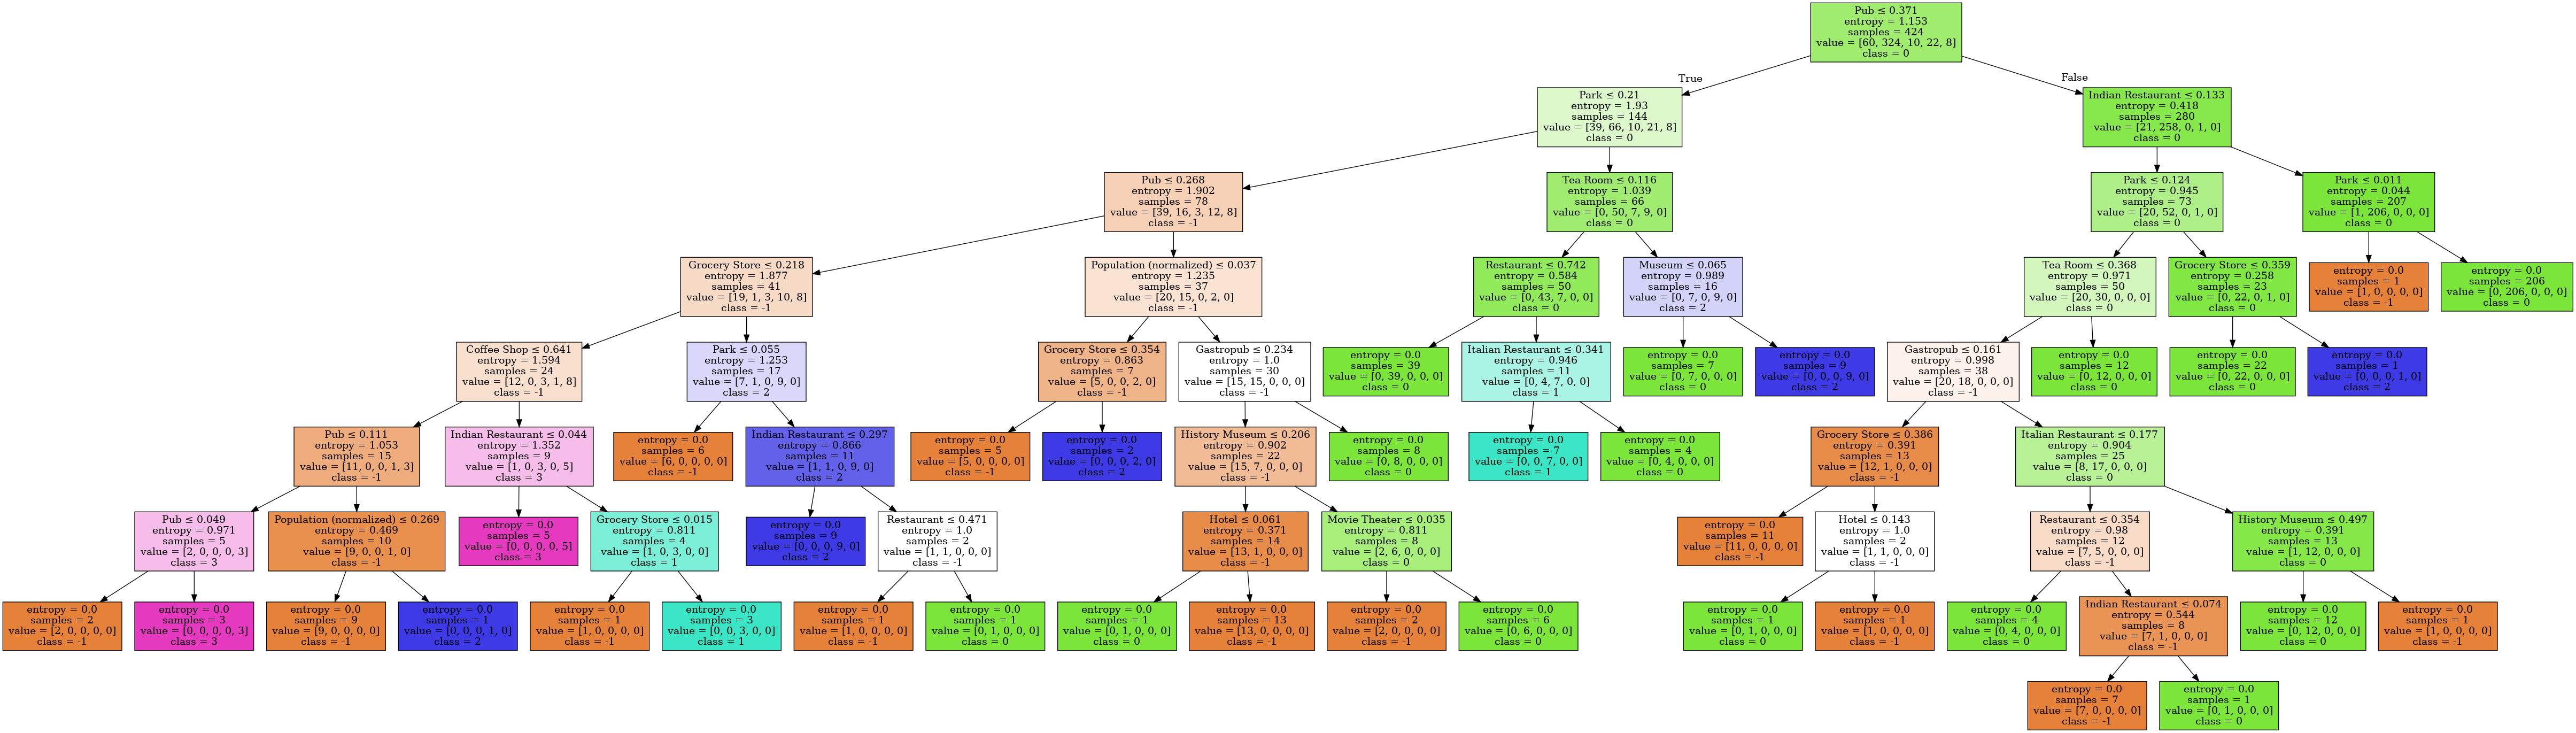 Pub ≤ 0.371
entropy = 1.153
samples = 424
value = [60, 324, 10, 22, 8]
class = 0
True
False
Park ≤ 0.21
entropy = 1.93
samples = 144
value = [39, 66, 10, 21, 8]
class = 0
Indian Restaurant ≤ 0.133
entropy = 0.418
samples = 280
value = [21, 258, 0, 1, 0]
class = 0
Pub ≤ 0.268
entropy = 1.902
samples = 78
value = [39, 16, 3, 12, 8]
class = -1
Tea Room ≤ 0.116
entropy = 1.039
samples = 66
value = [0, 50, 7, 9, 0]
class = 0
Park ≤ 0.124
entropy = 0.945
samples = 73
value = [20, 52, 0, 1, 0]
class = 0
Park ≤ 0.011
entropy = 0.044
samples = 207
value = [1, 206, 0, 0, 0]
class = 0
Grocery Store ≤ 0.218
entropy = 1.877
samples = 41
value = [19, 1, 3, 10, 8]
class = -1
Population (normalized) ≤ 0.037
entropy = 1.235
samples = 37
value = [20, 15, 0, 2, 0]
class = -1
Restaurant ≤ 0.742
entropy = 0.584
samples = 50
value = [0, 43, 7, 0, 0]
class = 0
Museum ≤ 0.065
entropy = 0.989
samples = 16
value = [0, 7, 0, 9, 0]
class = 2
Tea Room ≤ 0.368
entropy = 0.971
samples = 50
value = [20, 30, 0, 0, 0]
class = 0
Grocery Store ≤ 0.359
entropy = 0.258
samples = 23
value = [0, 22, 0, 1, 0]
class = 0
entropy = 0.0
samples = 1
value = [1, 0, 0, 0, 0]
class = -1
entropy = 0.0
samples = 206
value = [0, 206, 0, 0, 0]
class = 0
Coffee Shop ≤ 0.641
entropy = 1.594
samples = 24
value = [12, 0, 3, 1, 8]
class = -1
Park ≤ 0.055
entropy = 1.253
samples = 17
value = [7, 1, 0, 9, 0]
class = 2
Grocery Store ≤ 0.354
entropy = 0.863
samples = 7
value = [5, 0, 0, 2, 0]
class = -1
Gastropub ≤ 0.234
entropy = 1.0
samples = 30
value = [15, 15, 0, 0, 0]
class = -1
entropy = 0.0
samples = 39
value = [0, 39, 0, 0, 0]
class = 0
Italian Restaurant ≤ 0.341
entropy = 0.946
samples = 11
value = [0, 4, 7, 0, 0]
class = 1
entropy = 0.0
samples = 7
value = [0, 7, 0, 0, 0]
class = 0
entropy = 0.0
samples = 9
value = [0, 0, 0, 9, 0]
class = 2
Gastropub ≤ 0.161
entropy = 0.998
samples = 38
value = [20, 18, 0, 0, 0]
class = -1
entropy = 0.0
samples = 12
value = [0, 12, 0, 0, 0]
class = 0
entropy = 0.0
samples = 22
value = [0, 22, 0, 0, 0]
class = 0
entropy = 0.0
samples = 1
value = [0, 0, 0, 1, 0]
class = 2
Pub ≤ 0.111
entropy = 1.053
samples = 15
value = [11, 0, 0, 1, 3]
class = -1
Indian Restaurant ≤ 0.044
entropy = 1.352
samples = 9
value = [1, 0, 3, 0, 5]
class = 3
entropy = 0.0
samples = 6
value = [6, 0, 0, 0, 0]
class = -1
Indian Restaurant ≤ 0.297
entropy = 0.866
samples = 11
value = [1, 1, 0, 9, 0]
class = 2
entropy = 0.0
samples = 5
value = [5, 0, 0, 0, 0]
class = -1
entropy = 0.0
samples = 2
value = [0, 0, 0, 2, 0]
class = 2
History Museum ≤ 0.206
entropy = 0.902
samples = 22
value = [15, 7, 0, 0, 0]
class = -1
entropy = 0.0
samples = 8
value = [0, 8, 0, 0, 0]
class = 0
entropy = 0.0
samples = 7
value = [0, 0, 7, 0, 0]
class = 1
entropy = 0.0
samples = 4
value = [0, 4, 0, 0, 0]
class = 0
Grocery Store ≤ 0.386
entropy = 0.391
samples = 13
value = [12, 1, 0, 0, 0]
class = -1
Italian Restaurant ≤ 0.177
entropy = 0.904
samples = 25
value = [8, 17, 0, 0, 0]
class = 0
Pub ≤ 0.049
entropy = 0.971
samples = 5
value = [2, 0, 0, 0, 3]
class = 3
Population (normalized) ≤ 0.269
entropy = 0.469
samples = 10
value = [9, 0, 0, 1, 0]
class = -1
entropy = 0.0
samples = 5
value = [0, 0, 0, 0, 5]
class = 3
Grocery Store ≤ 0.015
entropy = 0.811
samples = 4
value = [1, 0, 3, 0, 0]
class = 1
entropy = 0.0
samples = 9
value = [0, 0, 0, 9, 0]
class = 2
Restaurant ≤ 0.471
entropy = 1.0
samples = 2
value = [1, 1, 0, 0, 0]
class = -1
Hotel ≤ 0.061
entropy = 0.371
samples = 14
value = [13, 1, 0, 0, 0]
class = -1
Movie Theater ≤ 0.035
entropy = 0.811
samples = 8
value = [2, 6, 0, 0, 0]
class = 0
entropy = 0.0
samples = 11
value = [11, 0, 0, 0, 0]
class = -1
Hotel ≤ 0.143
entropy = 1.0
samples = 2
value = [1, 1, 0, 0, 0]
class = -1
Restaurant ≤ 0.354
entropy = 0.98
samples = 12
value = [7, 5, 0, 0, 0]
class = -1
History Museum ≤ 0.497
entropy = 0.391
samples = 13
value = [1, 12, 0, 0, 0]
class = 0
entropy = 0.0
samples = 2
value = [2, 0, 0, 0, 0]
class = -1
entropy = 0.0
samples = 3
value = [0, 0, 0, 0, 3]
class = 3
entropy = 0.0
samples = 9
value = [9, 0, 0, 0, 0]
class = -1
entropy = 0.0
samples = 1
value = [0, 0, 0, 1, 0]
class = 2
entropy = 0.0
samples = 1
value = [1, 0, 0, 0, 0]
class = -1
entropy = 0.0
samples = 3
value = [0, 0, 3, 0, 0]
class = 1
entropy = 0.0
samples = 1
value = [1, 0, 0, 0, 0]
class = -1
entropy = 0.0
samples = 1
value = [0, 1, 0, 0, 0]
class = 0
entropy = 0.0
samples = 1
value = [0, 1, 0, 0, 0]
class = 0
entropy = 0.0
samples = 13
value = [13, 0, 0, 0, 0]
class = -1
entropy = 0.0
samples = 2
value = [2, 0, 0, 0, 0]
class = -1
entropy = 0.0
samples = 6
value = [0, 6, 0, 0, 0]
class = 0
entropy = 0.0
samples = 1
value = [0, 1, 0, 0, 0]
class = 0
entropy = 0.0
samples = 1
value = [1, 0, 0, 0, 0]
class = -1
entropy = 0.0
samples = 4
value = [0, 4, 0, 0, 0]
class = 0
Indian Restaurant ≤ 0.074
entropy = 0.544
samples = 8
value = [7, 1, 0, 0, 0]
class = -1
entropy = 0.0
samples = 12
value = [0, 12, 0, 0, 0]
class = 0
entropy = 0.0
samples = 1
value = [1, 0, 0, 0, 0]
class = -1
entropy = 0.0
samples = 7
value = [7, 0, 0, 0, 0]
class = -1
entropy = 0.0
samples = 1
value = [0, 1, 0, 0, 0]
class = 0